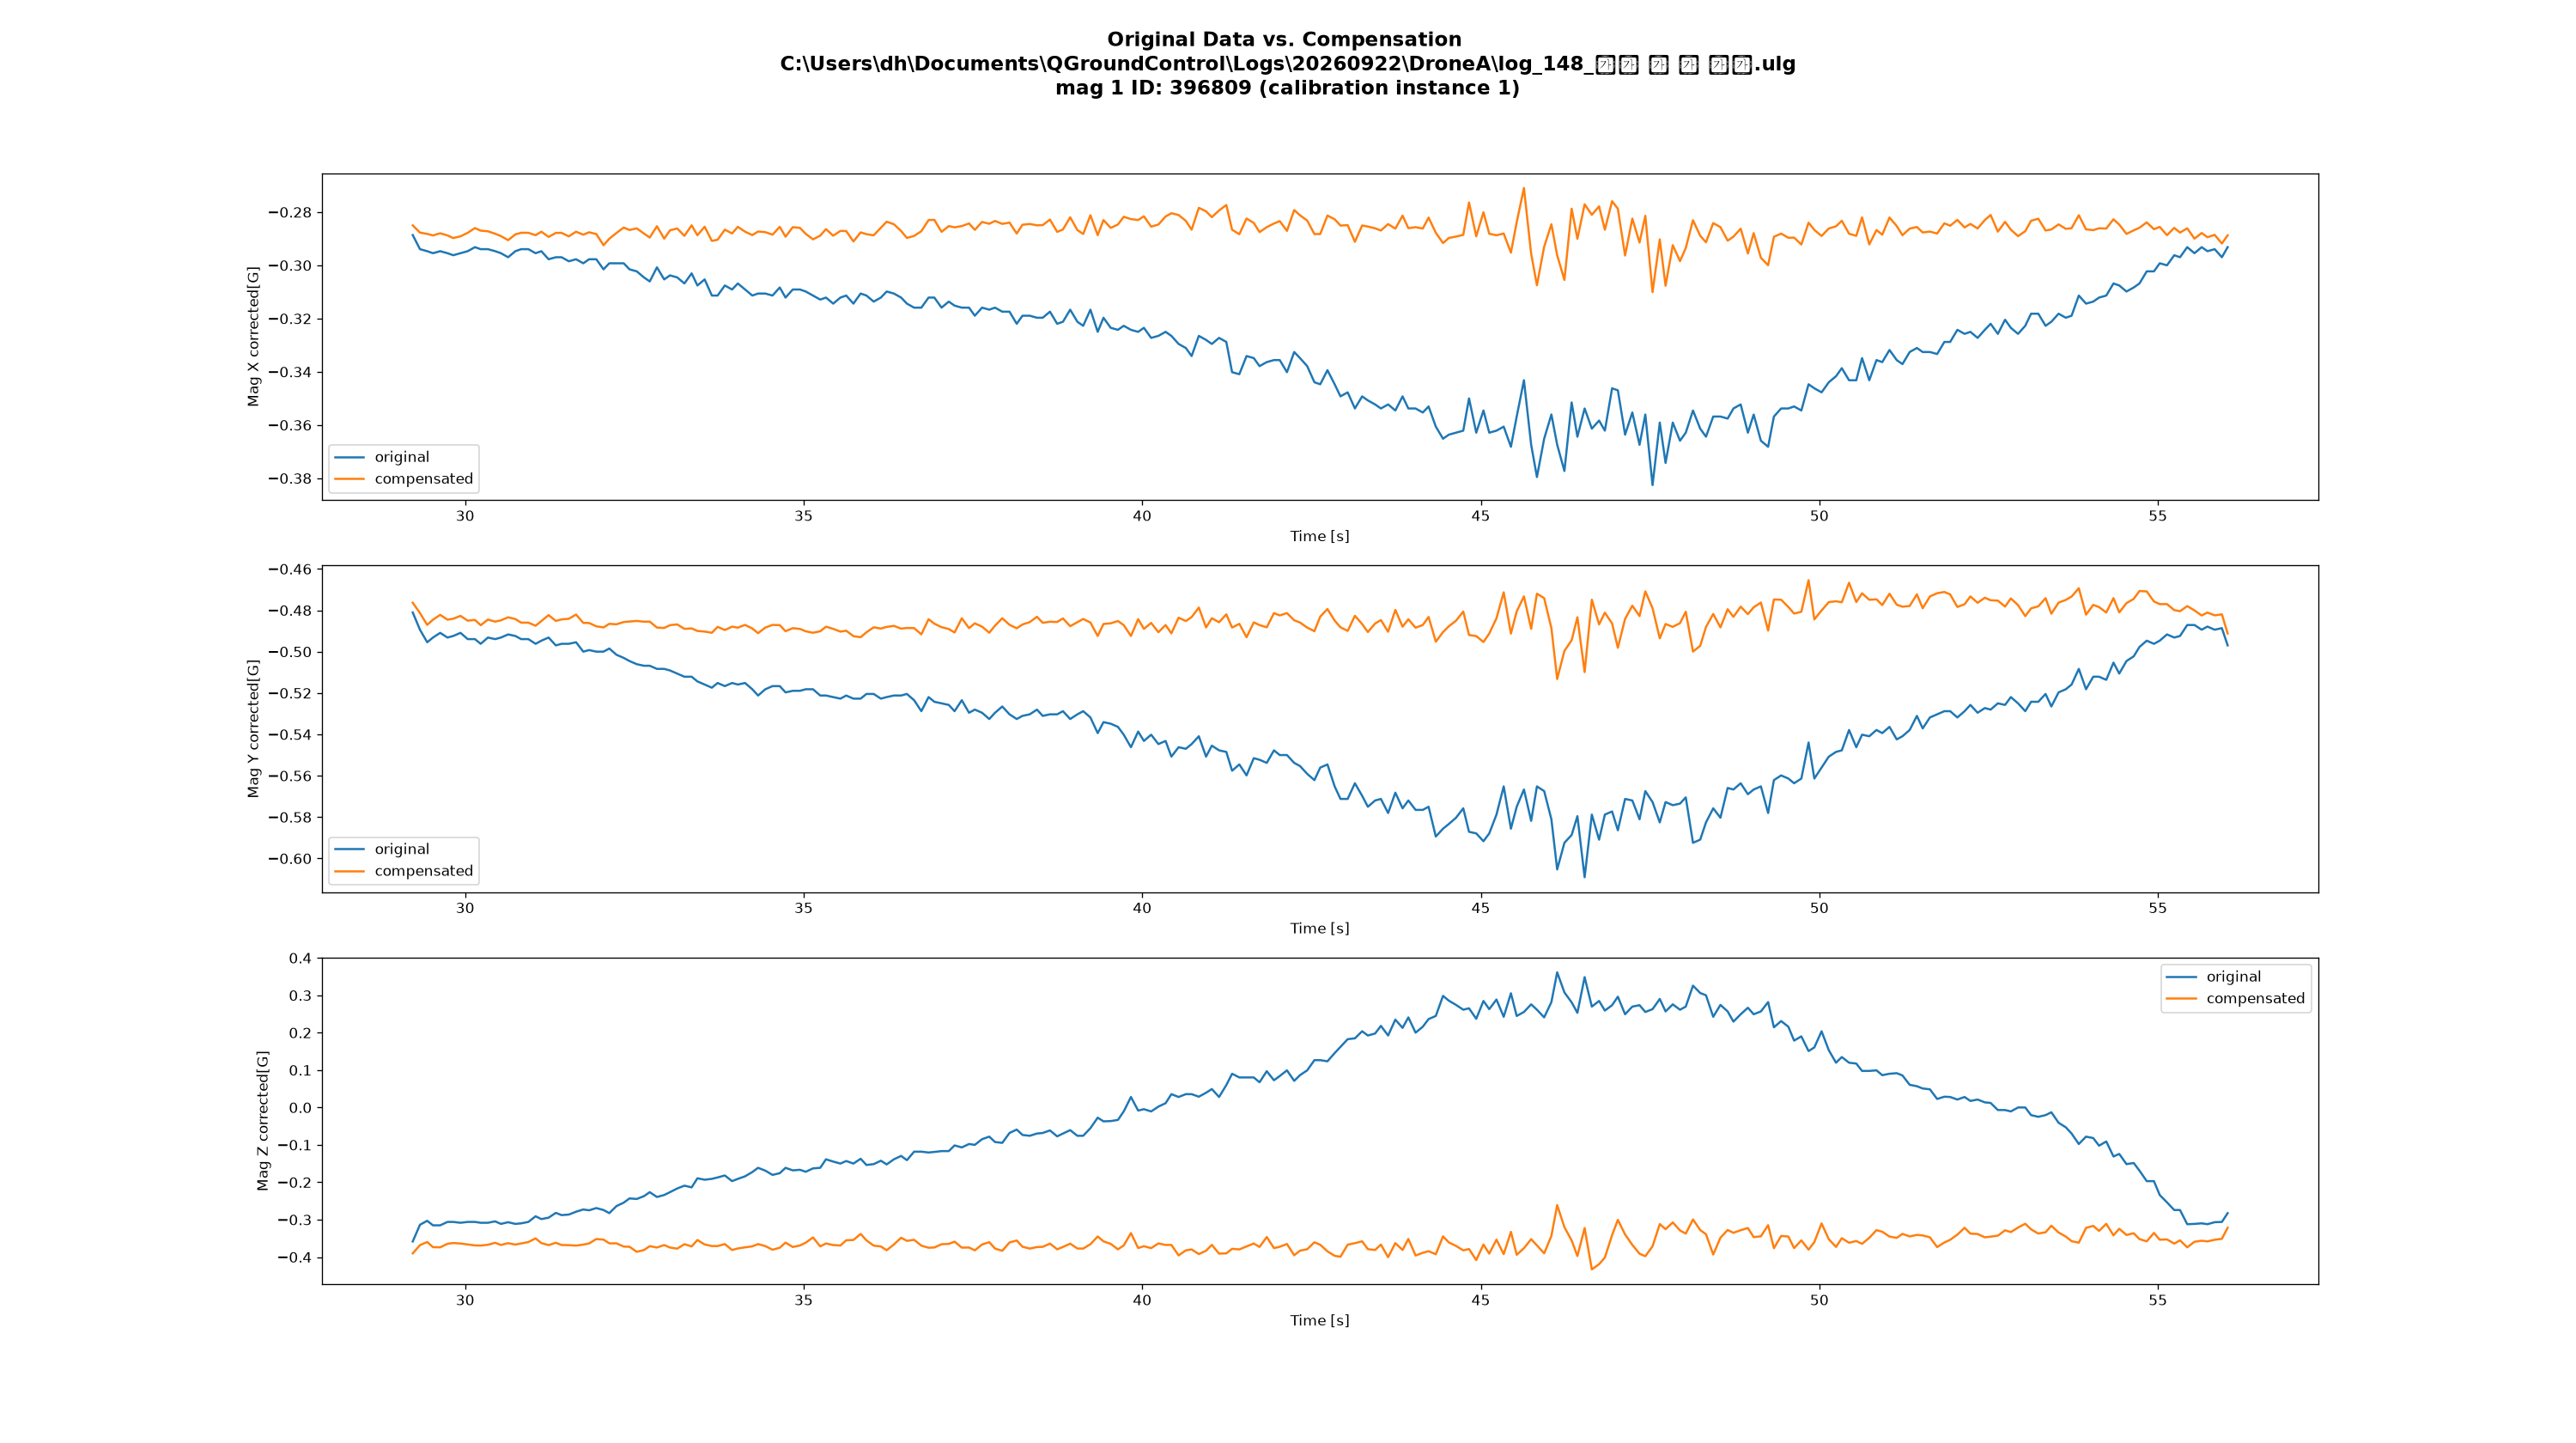 Original Data vs. Compensation
C:\Users\dh\Documents\QGroundControl\Logs\20260922\DroneA\log_148_ .ulg
mag 1 ID: 396809 (calibration instance 1)
−0.28
−0.30
−0.32
−0.34
−0.36
−0.38
Mag X corrected[G]
original
compensated
30 35 40 45 50 55
Time [s]
−0.46
−0.48
−0.50
−0.52
−0.54
−0.56
−0.58
−0.60
Mag Y corrected[G]
original
compensated
30 35 40 45 50 55
Time [s]
0.4
0.3
0.2
0.1
0.0
−0.1
−0.2
−0.3
−0.4
Mag Z corrected[G]
original
compensated
30 35 40 45 50 55
Time [s]